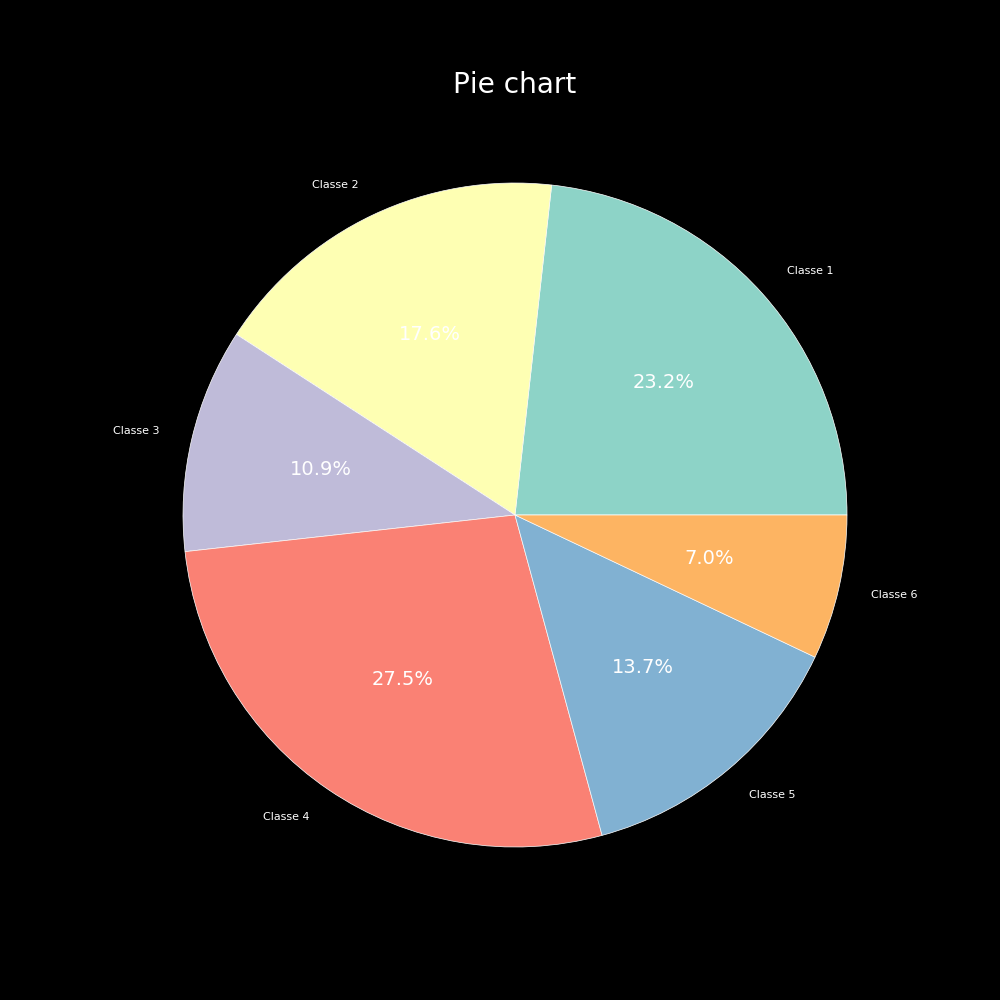 Pie chart
Classe 2
Classe 1
17.6%
23.2%
Classe 3
10.9%
7.0%
Classe 6
13.7%
27.5%
Classe 5
Classe 4